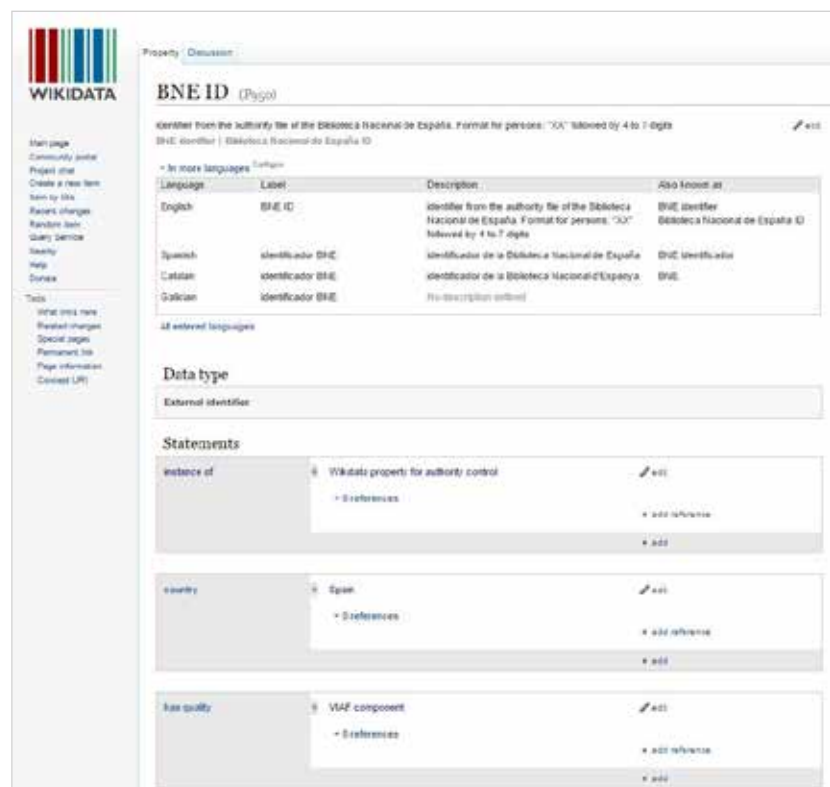 WIKIDATA
Main page
Community portal
Project chat
Create a new item
Item by title
Recent changes
Random item
Query Service
Nearby
Help
Donate
Tools
What links here
Related changes
Special pages
Permanent link
Page information
Concept URI
Property Discussion
BNE ID (P950)
identifier from the authority file of the Biblioteca Nacional de España. Format for persons: "XX" followed by 4 to 7 digits edit
BNE identifier | Biblioteca Nacional de España ID
In more languages Configure
Language Label Description Also known as
English BNE ID identifier from the authority file of the Biblioteca BNE identifier
Nacional de España. Format for persons: "XX" Biblioteca Nacional de España ID
followed by 4 to 7 digits
Spanish identificador BNE identificador de la Biblioteca Nacional de España BNE identificador
Catalan identificador BNE identificador de la Biblioteca Nacional d'Espanya BNE
Galician identificador BNE No description defined
All entered languages
Data type
External identifier
Statements
instance of Wikidata property for authority control edit
0 references
+ add reference
+ add
country Spain edit
0 references
+ add reference
+ add
has quality VIAF component edit
0 references
+ add reference
+ add